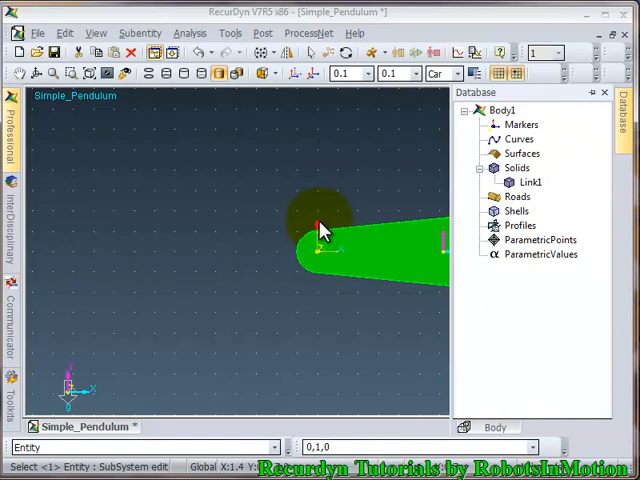 RecurDyn V7R5 x86 - [Simple_Pendulum *]
File Edit View Subentity Analysis Tools Post ProcessNet Help
1
0.1 0.1 Car
Simple_Pendulum
Professional
InterDisciplinary
Communicator
Toolkits
X
Y
X
g
Database
Body1
Markers
Curves
Surfaces
Solids
Link1
Roads
Shells
Profiles
ParametricPoints
α ParametricValues
Database
Simple_Pendulum *
Body
Entity 0,1,0
Select <1> Entity : SubSystem edit Global X:1.4
Recurdyn Tutorials by RobotsInMotion